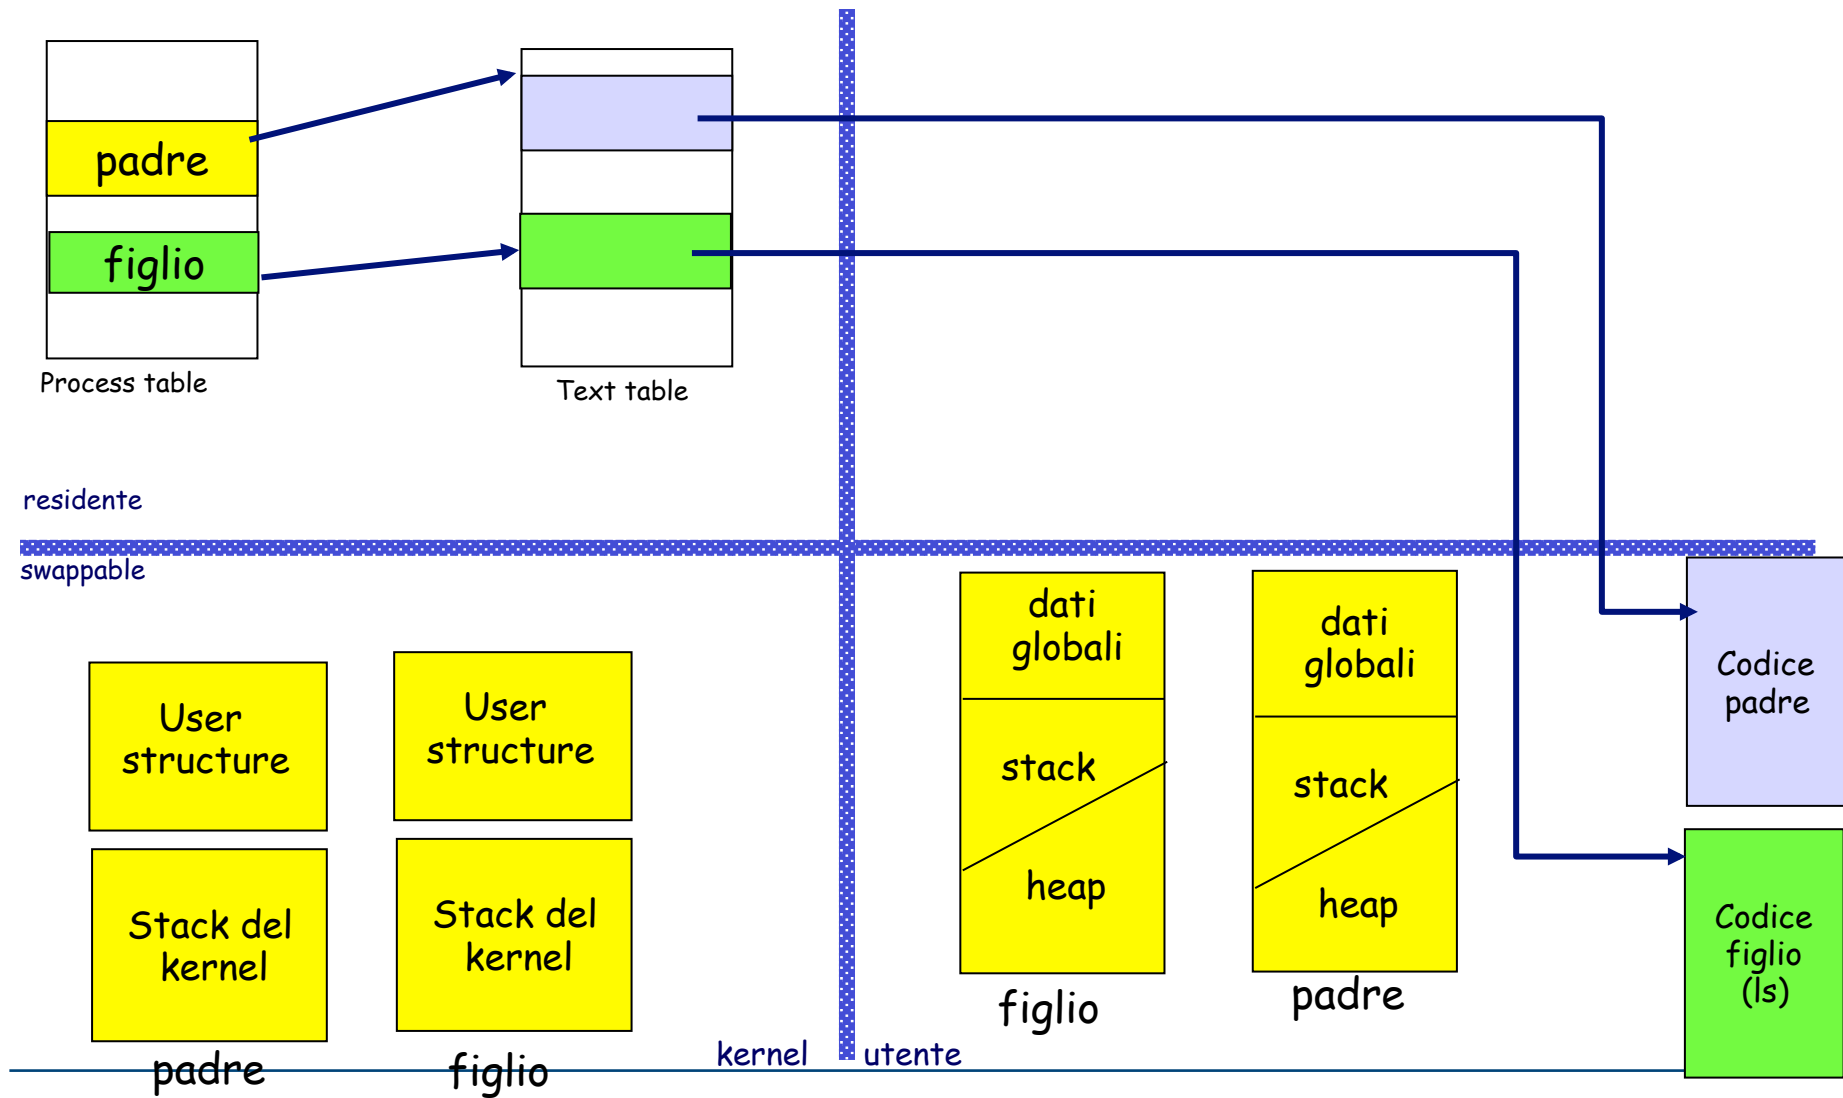 padre
figlio
Process table
Text table
residente
swappable
User
structure
Stack del
kernel
padre
User
structure
Stack del
kernel
figlio
kernel
utente
dati
globali
stack
heap
figlio
dati
globali
stack
heap
padre
Codice
padre
Codice
figlio
(ls)